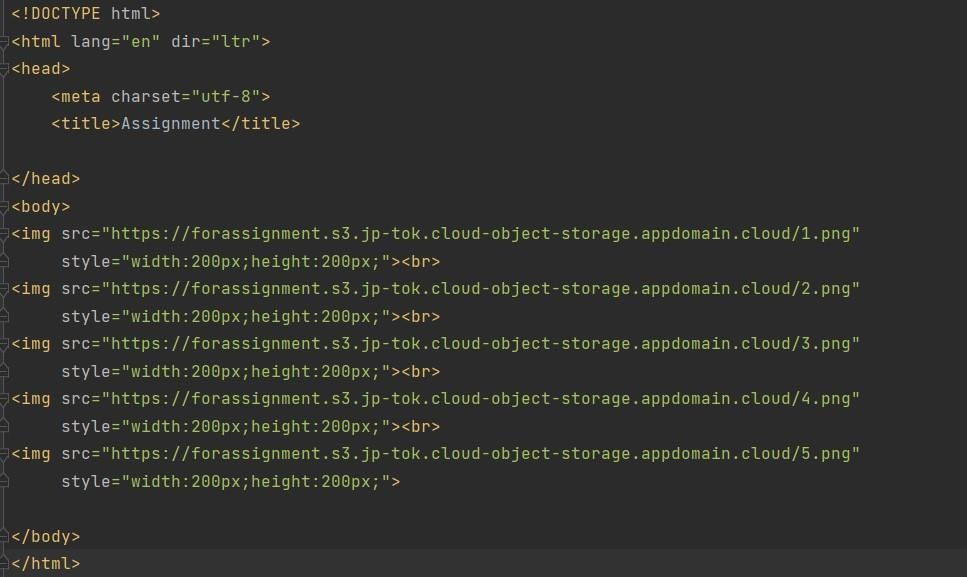 <!DOCTYPE html>
<html lang="en" dir="ltr">
<head>
    <meta charset="utf-8">
    <title>Assignment</title>

</head>
<body>
<img src="https://forassignment.s3.jp-tok.cloud-object-storage.appdomain.cloud/1.png"
     style="width:200px;height:200px;"><br>
<img src="https://forassignment.s3.jp-tok.cloud-object-storage.appdomain.cloud/2.png"
     style="width:200px;height:200px;"><br>
<img src="https://forassignment.s3.jp-tok.cloud-object-storage.appdomain.cloud/3.png"
     style="width:200px;height:200px;"><br>
<img src="https://forassignment.s3.jp-tok.cloud-object-storage.appdomain.cloud/4.png"
     style="width:200px;height:200px;"><br>
<img src="https://forassignment.s3.jp-tok.cloud-object-storage.appdomain.cloud/5.png"
     style="width:200px;height:200px;">

</body>
</html>